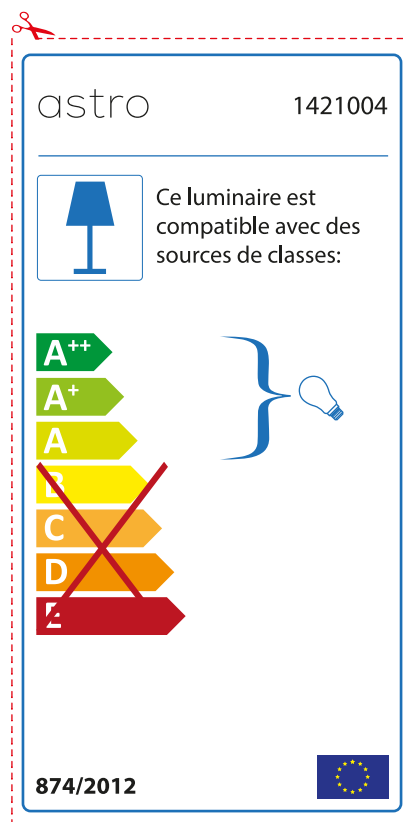 astro
1421004
Ce luminaire est
compatible avec des
sources de classes:
A++
A+
A
B
C
D
E
874/2012